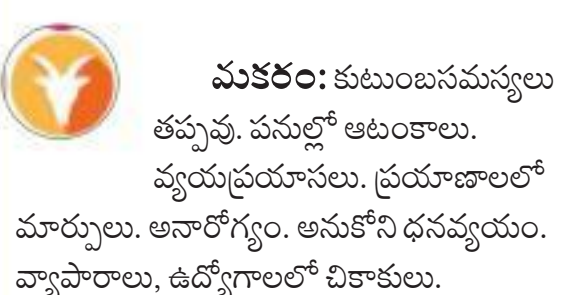 మకరం: కుటుంబసమస్యలు
తప్పవు. పనుల్లో ఆటంకాలు.
వ్యయప్రయాసలు. ప్రయాణాలలో
మార్పులు. అనారోగ్యం. అనుకోని ధనవ్యయం.
వ్యాపారాలు, ఉద్యోగాలలో చికాకులు.